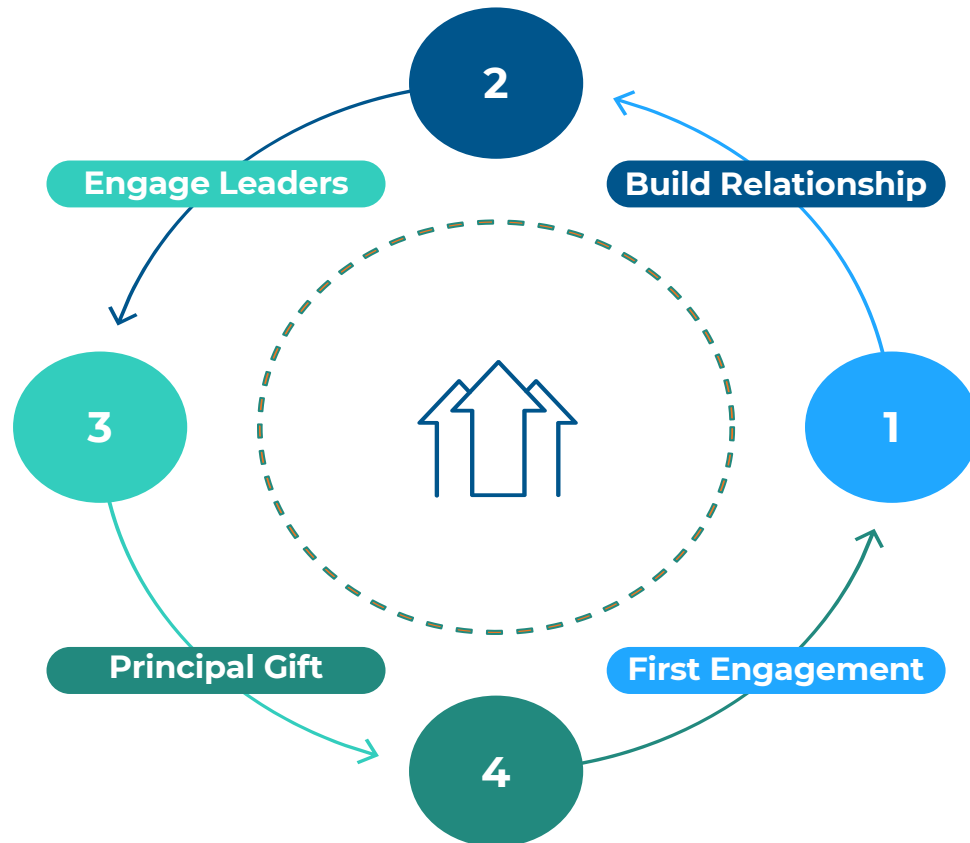 2
Engage Leaders
Build Relationship
3
1
Principal Gift
First Engagement
4